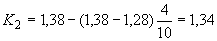 K₂ = 1,38 – (1,38 – 1,28) 4/10 = 1,34